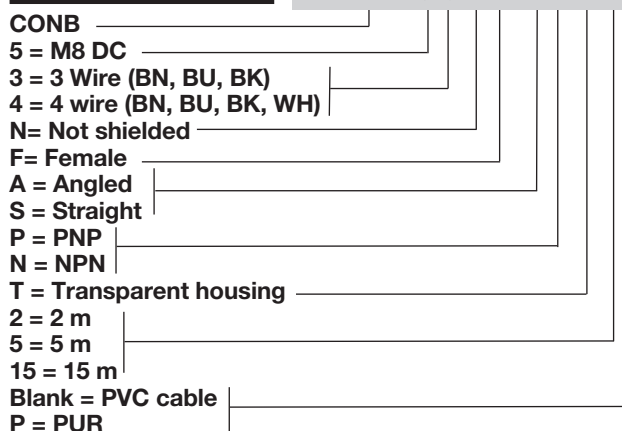 CONB
5 = M8 DC
3 = 3 Wire (BN, BU, BK)
4 = 4 wire (BN, BU, BK, WH)
N= Not shielded
F= Female
A = Angled
S = Straight
P = PNP
N = NPN
T = Transparent housing
2 = 2 m
5 = 5 m
15 = 15 m
Blank = PVC cable
P = PUR